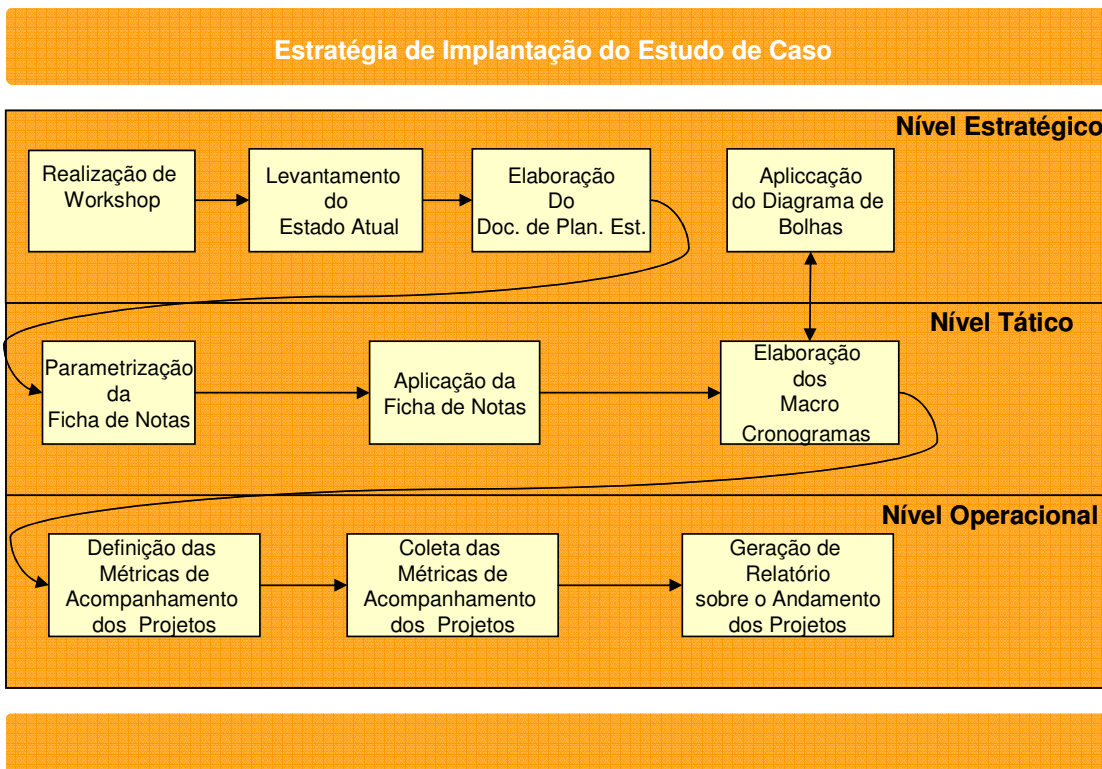 Estratégia de Implantação do Estudo de Caso
Nível Estratégico
Realização de
Workshop
Levantamento
do
Estado Atual
Elaboração
Do
Doc. de Plan. Est.
Apliccação
do Diagrama de
Bolhas
Nível Tático
Parametrização
da
Ficha de Notas
Aplicação da
Ficha de Notas
Elaboração
dos
Macro
Cronogramas
Nível Operacional
Definição das
Métricas de
Acompanhamento
dos Projetos
Coleta das
Métricas de
Acompanhamento
dos Projetos
Geração de
Relatório
sobre o Andamento
dos Projetos